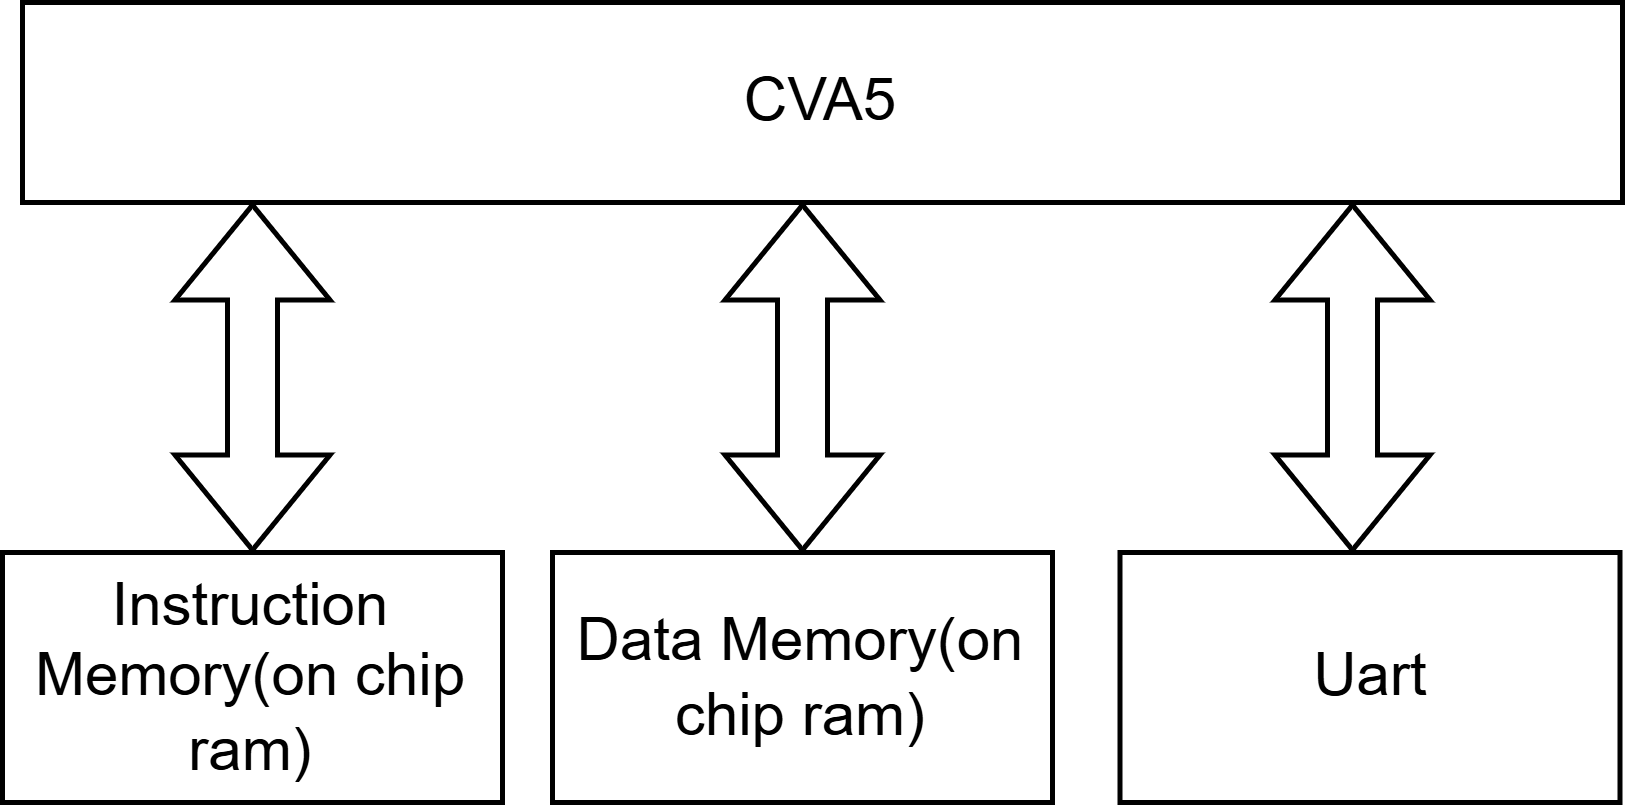 CVA5
Instruction
Memory(on chip
ram)
Data Memory(on
chip ram)
Uart